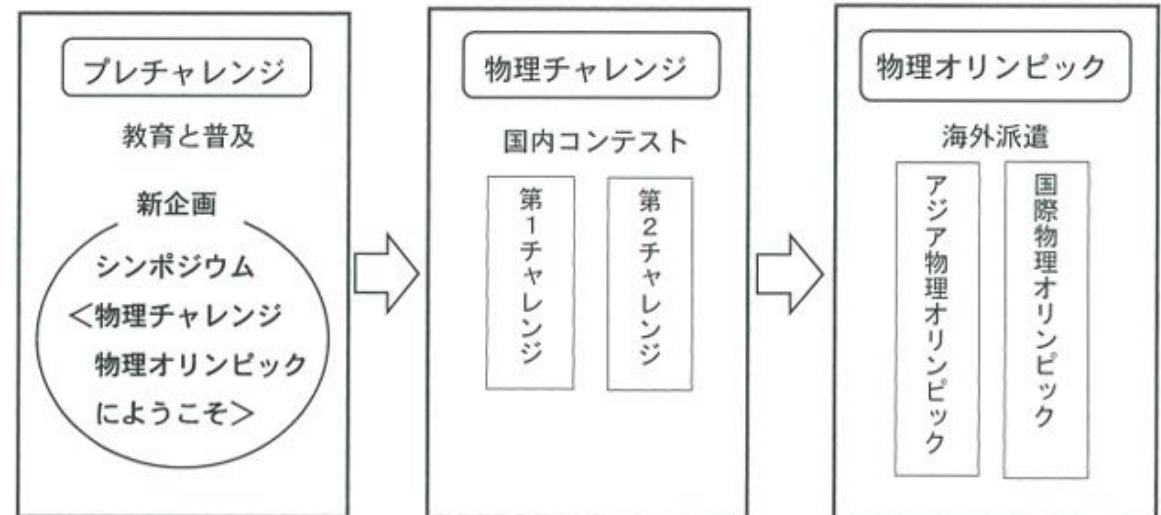 プレチャレンジ
教育と普及
新企画
シンポジウム
＜物理チャレンジ
物理オリンピック
にようこそ＞
物理チャレンジ
国内コンテスト
第1チャレンジ
第2チャレンジ
物理オリンピック
海外派遣
アジア物理オリンピック
国際物理オリンピック